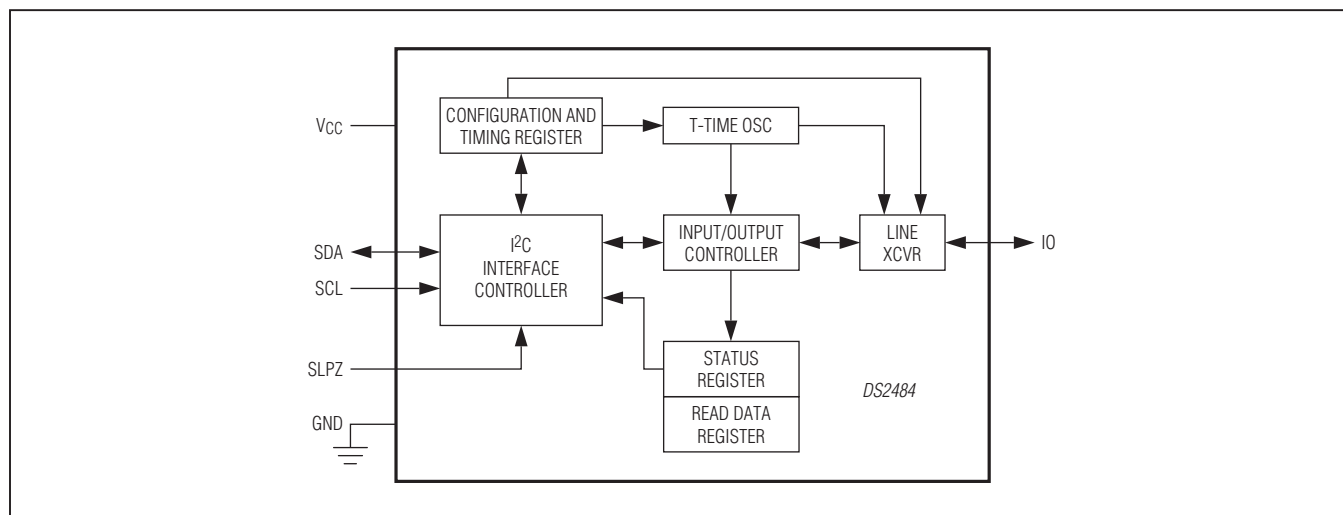 CONFIGURATION AND
TIMING REGISTER
T-TIME OSC
VCC
SDA
SCL
I²C
INTERFACE
CONTROLLER
INPUT/OUTPUT
CONTROLLER
LINE
XCVR
IO
SLPZ
STATUS
REGISTER
READ DATA
REGISTER
DS2484
GND